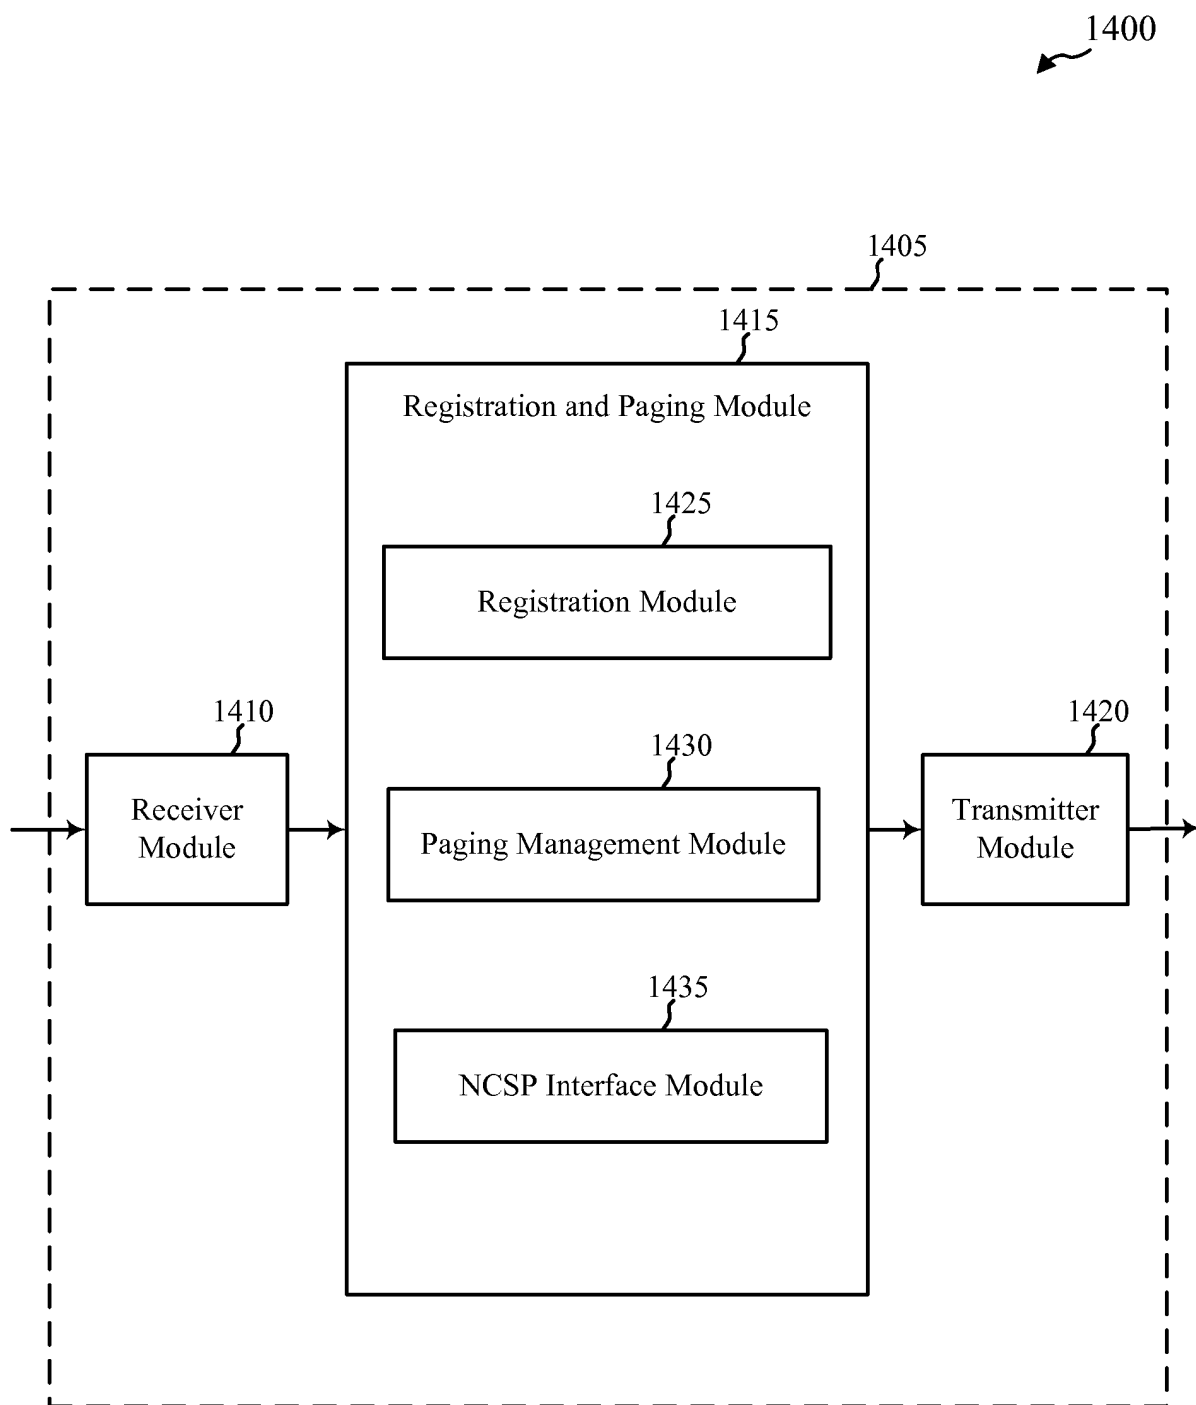 1400
1405
1415
Registration and Paging Module
1425
Registration Module
1410
1430
1420
Receiver
Module
Paging Management Module
Transmitter
Module
1435
NCSP Interface Module